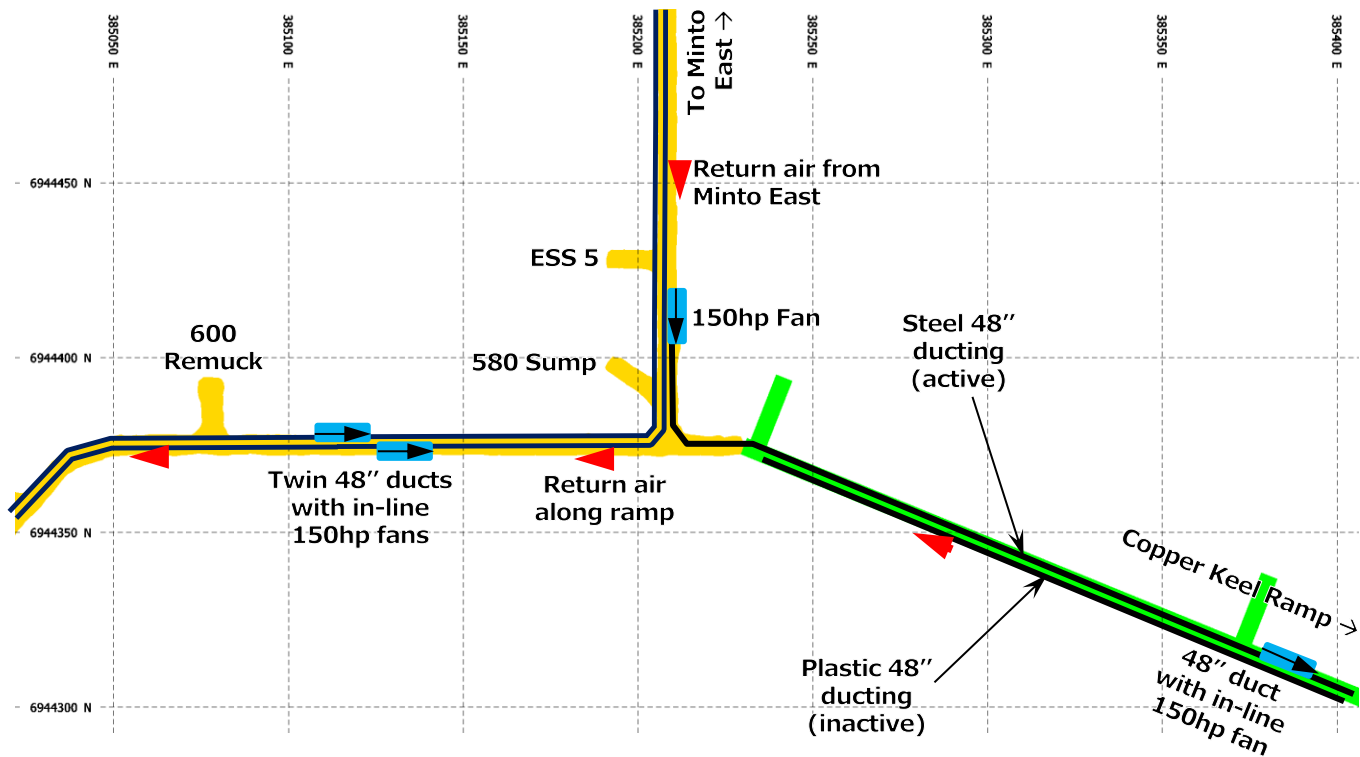 385050 E
385100 E
385150 E
385200 E
385250 E
385300 E
385350 E
385400 E
To Minto
East →
6944450 N
Return air from
Minto East
ESS 5
150hp Fan
Steel 48”
ducting
(active)
600
Remuck
6944400 N
580 Sump
Twin 48” ducts
with in-line
150hp fans
Return air
along ramp
6944350 N
Copper Keel Ramp →
Plastic 48”
ducting
(inactive)
48” duct
with in-line
150hp fan
6944300 N